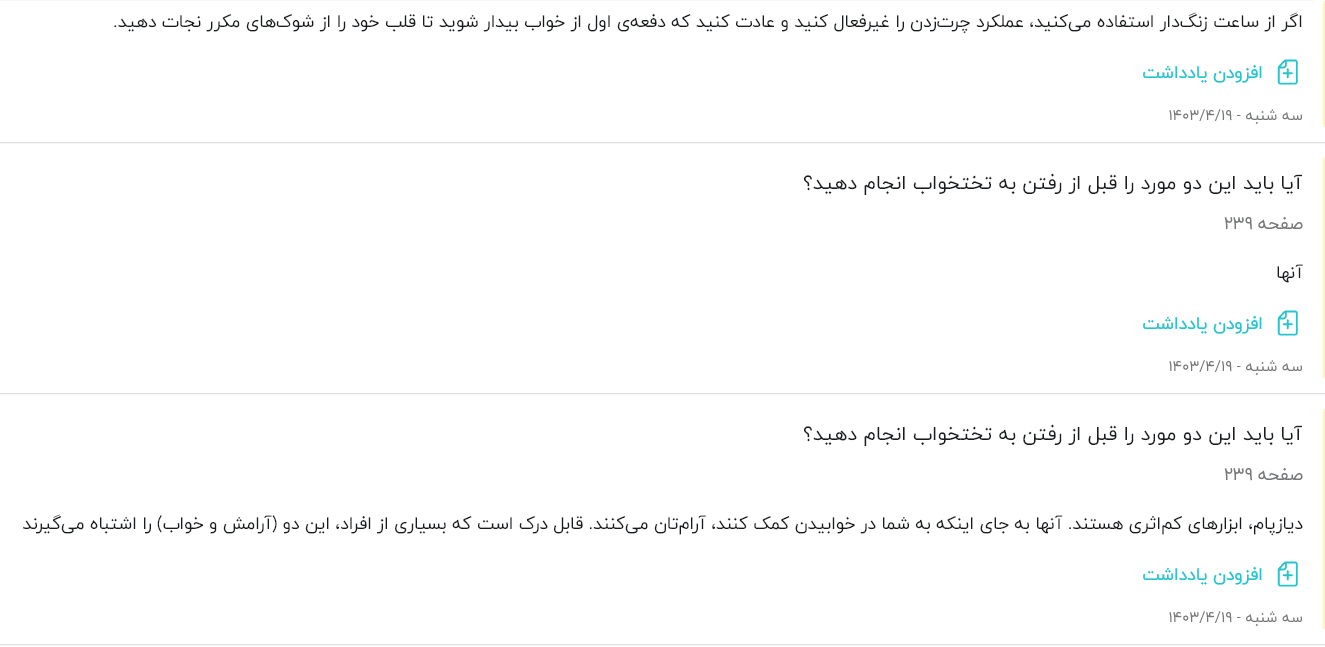 اگر از ساعت زنگ‌دار استفاده می‌کنید، عملکرد چرت‌زدن را غیرفعال کنید و عادت کنید که دفعه‌ی اول از خواب بیدار شوید تا قلب خود را از شوک‌های مکرر نجات دهید.
افزودن یادداشت
سه شنبه - ۱۴۰۳/۴/۱۹
آیا باید این دو مورد را قبل از رفتن به تختخواب انجام دهید؟
صفحه ۲۳۹
آنها
افزودن یادداشت
سه شنبه - ۱۴۰۳/۴/۱۹
آیا باید این دو مورد را قبل از رفتن به تختخواب انجام دهید؟
صفحه ۲۳۹
دیازپام، ابزارهای کم‌اثری هستند. آنها به جای اینکه به شما در خوابیدن کمک کنند، آرام‌تان می‌کنند. قابل درک است که بسیاری از افراد، این دو (آرامش و خواب) را اشتباه می‌گیرند
افزودن یادداشت
سه شنبه - ۱۴۰۳/۴/۱۹